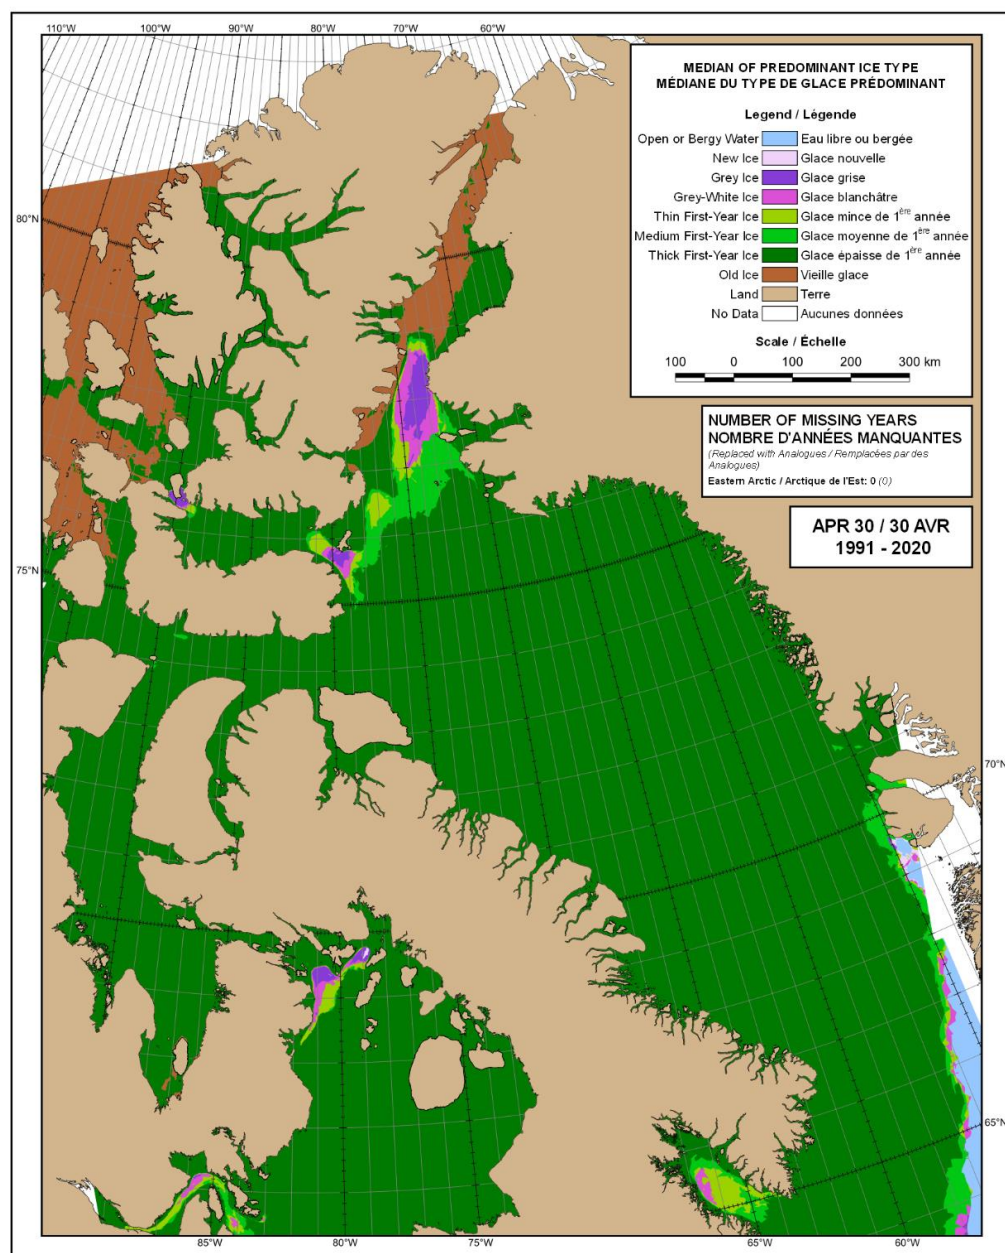 110°W 100°W 90°W 80°W 70°W 60°W
MEDIAN OF PREDOMINANT ICE TYPE
MÉDIANE DU TYPE DE GLACE PRÉDOMINANT
Legend / Légende
Open or Bergy Water Eau libre ou bergée
New Ice Glace nouvelle
Grey Ice Glace grise
Grey-White Ice Glace blanchâtre
Thin First-Year Ice Glace mince de 1ère année
Medium First-Year Ice Glace moyenne de 1ère année
Thick First-Year Ice Glace épaisse de 1ère année
Old Ice Vieille glace
Land Terre
No Data Aucunes données
Scale / Échelle
100 0 100 200 300 km
NUMBER OF MISSING YEARS
NOMBRE D'ANNÉES MANQUANTES
(Replaced with Analogues / Remplacées par des
Analogues)
Eastern Arctic / Arctique de l'Est: 0 (0)
APR 30 / 30 AVR
1991 - 2020
80°N
75°N
70°N
65°N
85°W 80°W 75°W 65°W 60°W